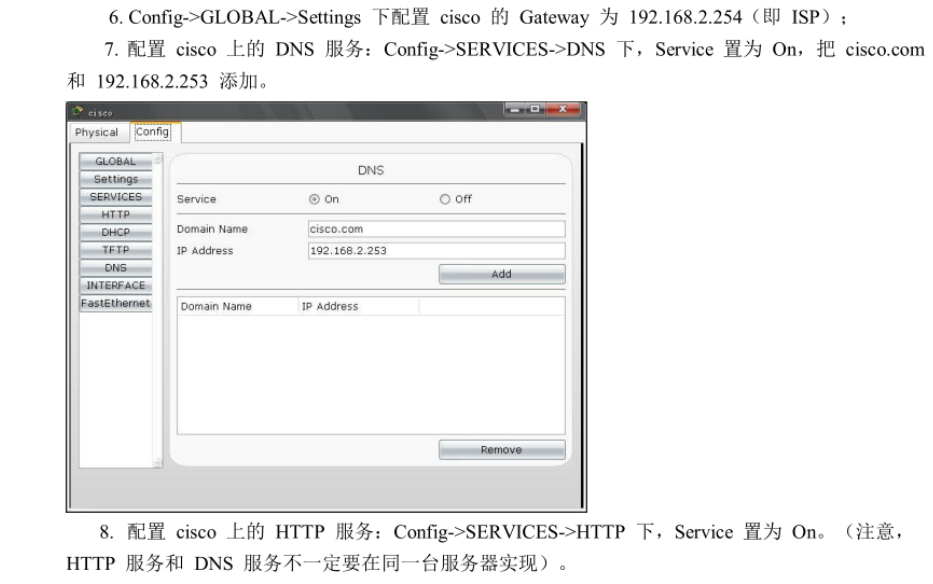 6. Config->GLOBAL->Settings 下配置 cisco 的 Gateway 为 192.168.2.254（即 ISP）；
7. 配置 cisco 上的 DNS 服务：Config->SERVICES->DNS 下，Service 置为 On，把 cisco.com
和 192.168.2.253 添加。
cisco
Physical Config
GLOBAL
Settings
SERVICES
HTTP
DHCP
TFTP
DNS
INTERFACE
FastEthernet
DNS
Service On Off
Domain Name cisco.com
IP Address 192.168.2.253
Add
Domain Name IP Address
Remove
8. 配置 cisco 上的 HTTP 服务：Config->SERVICES->HTTP 下，Service 置为 On。（注意，
HTTP 服务和 DNS 服务不一定要在同一台服务器实现）。